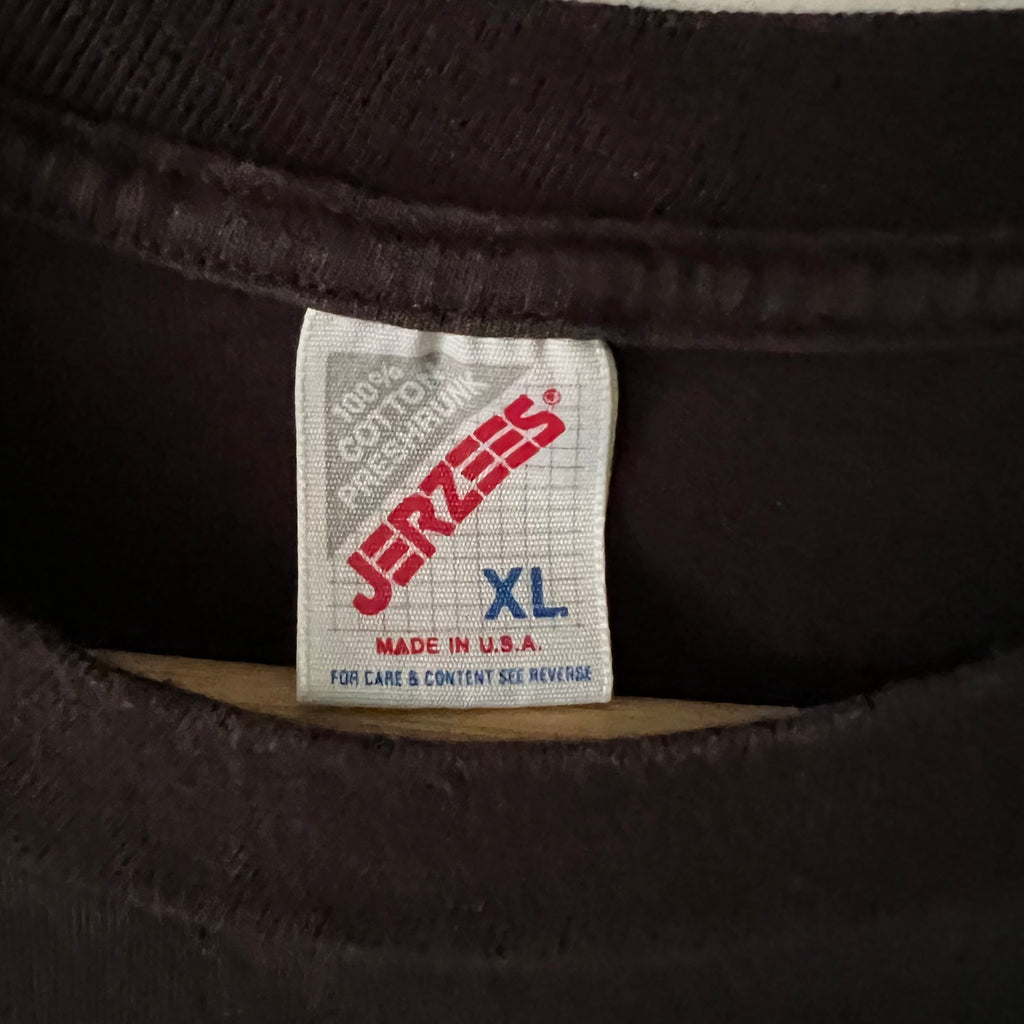 100%
COTTON
PRESHRUNK
JERZEES®
XL
MADE IN U.S.A.
FOR CARE & CONTENT SEE REVERSE